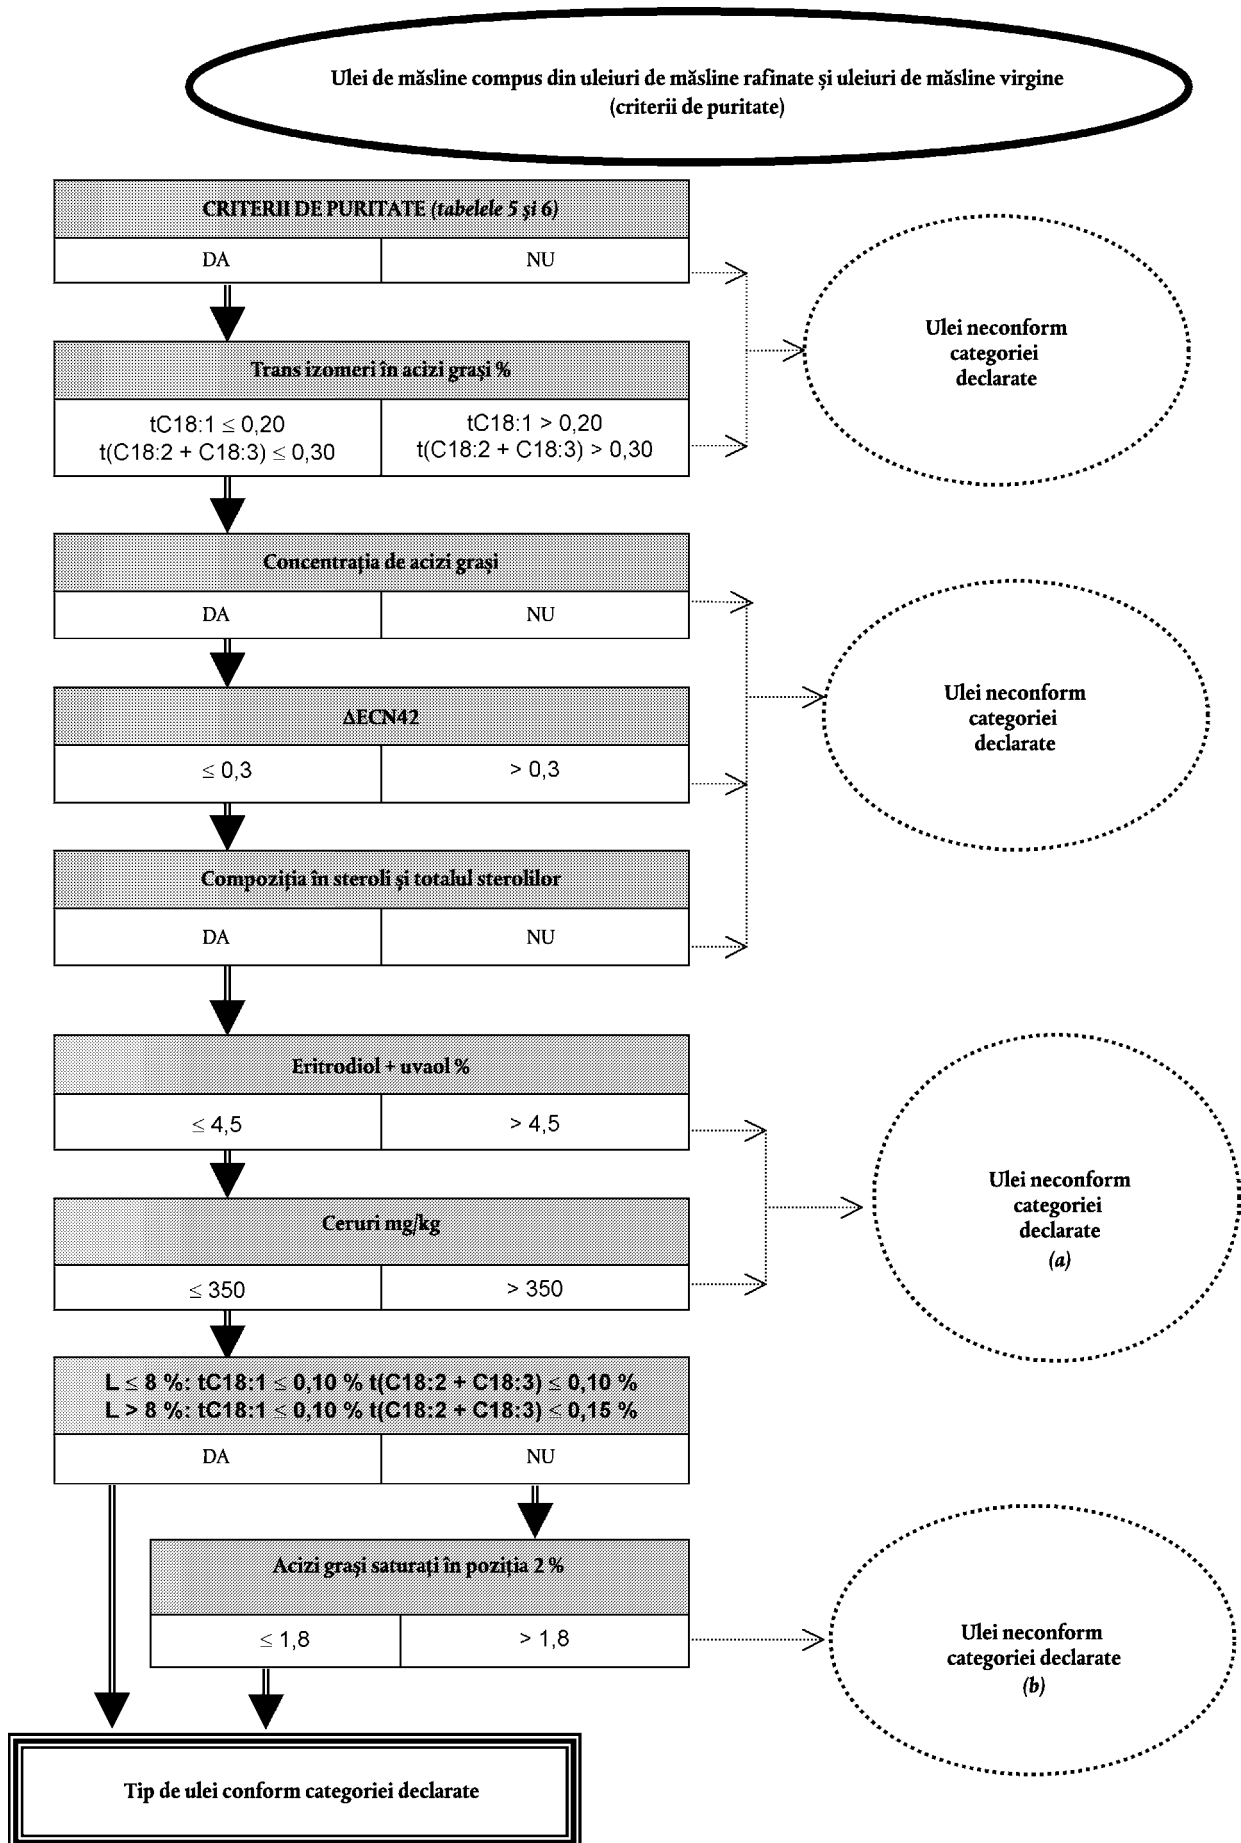 Ulei de măsline compus din uleiuri de măsline rafinate și uleiuri de măsline virgine
(criterii de puritate)
CRITERII DE PURITATE (tabelele 5 și 6)
DA NU
Ulei neconform
categoriei
declarate
Trans izomeri în acizi grași %
tC18:1 ≤ 0,20 tC18:1 > 0,20
t(C18:2 + C18:3) ≤ 0,30 t(C18:2 + C18:3) > 0,30
Concentrația de acizi grași
DA NU
Ulei neconform
categoriei
declarate
ΔECN42
≤ 0,3 > 0,3
Compoziția în steroli și totalul sterolilor
DA NU
Eritrodiol + uvaol %
≤ 4,5 > 4,5
Ulei neconform
categoriei
declarate
(a)
Ceruri mg/kg
≤ 350 > 350
L ≤ 8 %: tC18:1 ≤ 0,10 % t(C18:2 + C18:3) ≤ 0,10 %
L > 8 %: tC18:1 ≤ 0,10 % t(C18:2 + C18:3) ≤ 0,15 %
DA NU
Acizi grași saturați în poziția 2 %
≤ 1,8 > 1,8
Ulei neconform
categoriei declarate
(b)
Tip de ulei conform categoriei declarate